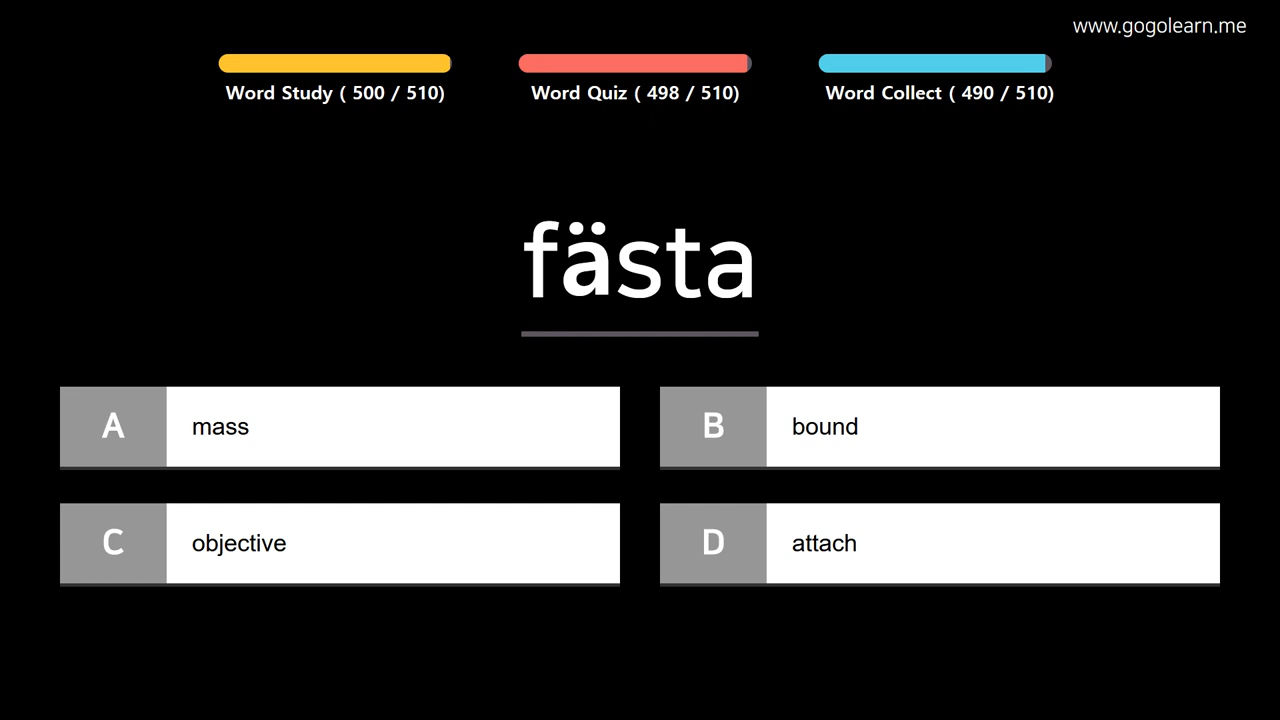 www.gogolearn.me
Word Study ( 500 / 510)
Word Quiz ( 498 / 510)
Word Collect ( 490 / 510)
fästa
A mass
B bound
C objective
D attach